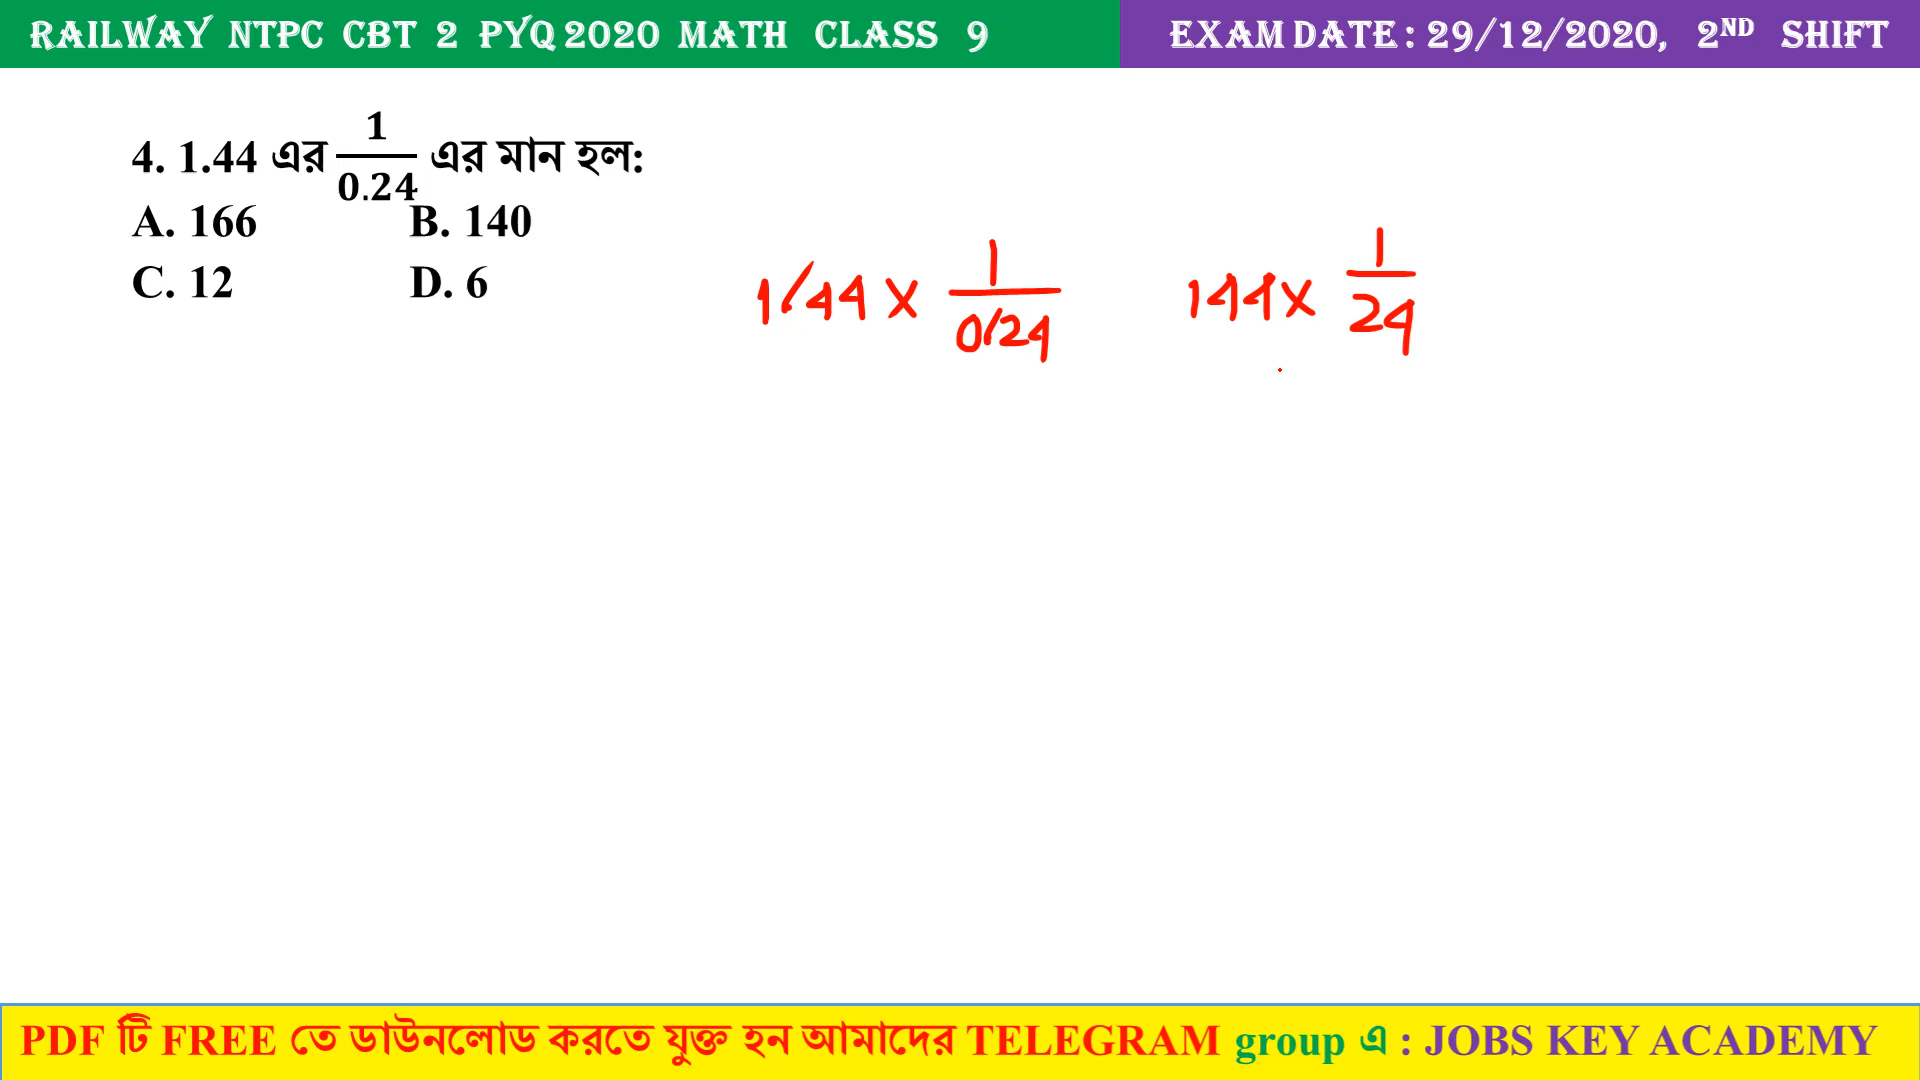 RAILWAY NTPC CBT 2 PYQ 2020 MATH CLASS 9
EXAM DATE : 29/12/2020, 2ND SHIFT
4. 1.44 এর 1/0.24 এর মান হল:
A. 166 B. 140
C. 12 D. 6
1/44 × 1/0/24
144 × 1/24
PDF টি FREE তে ডাউনলোড করতে যুক্ত হন আমাদের TELEGRAM group এ : JOBS KEY ACADEMY